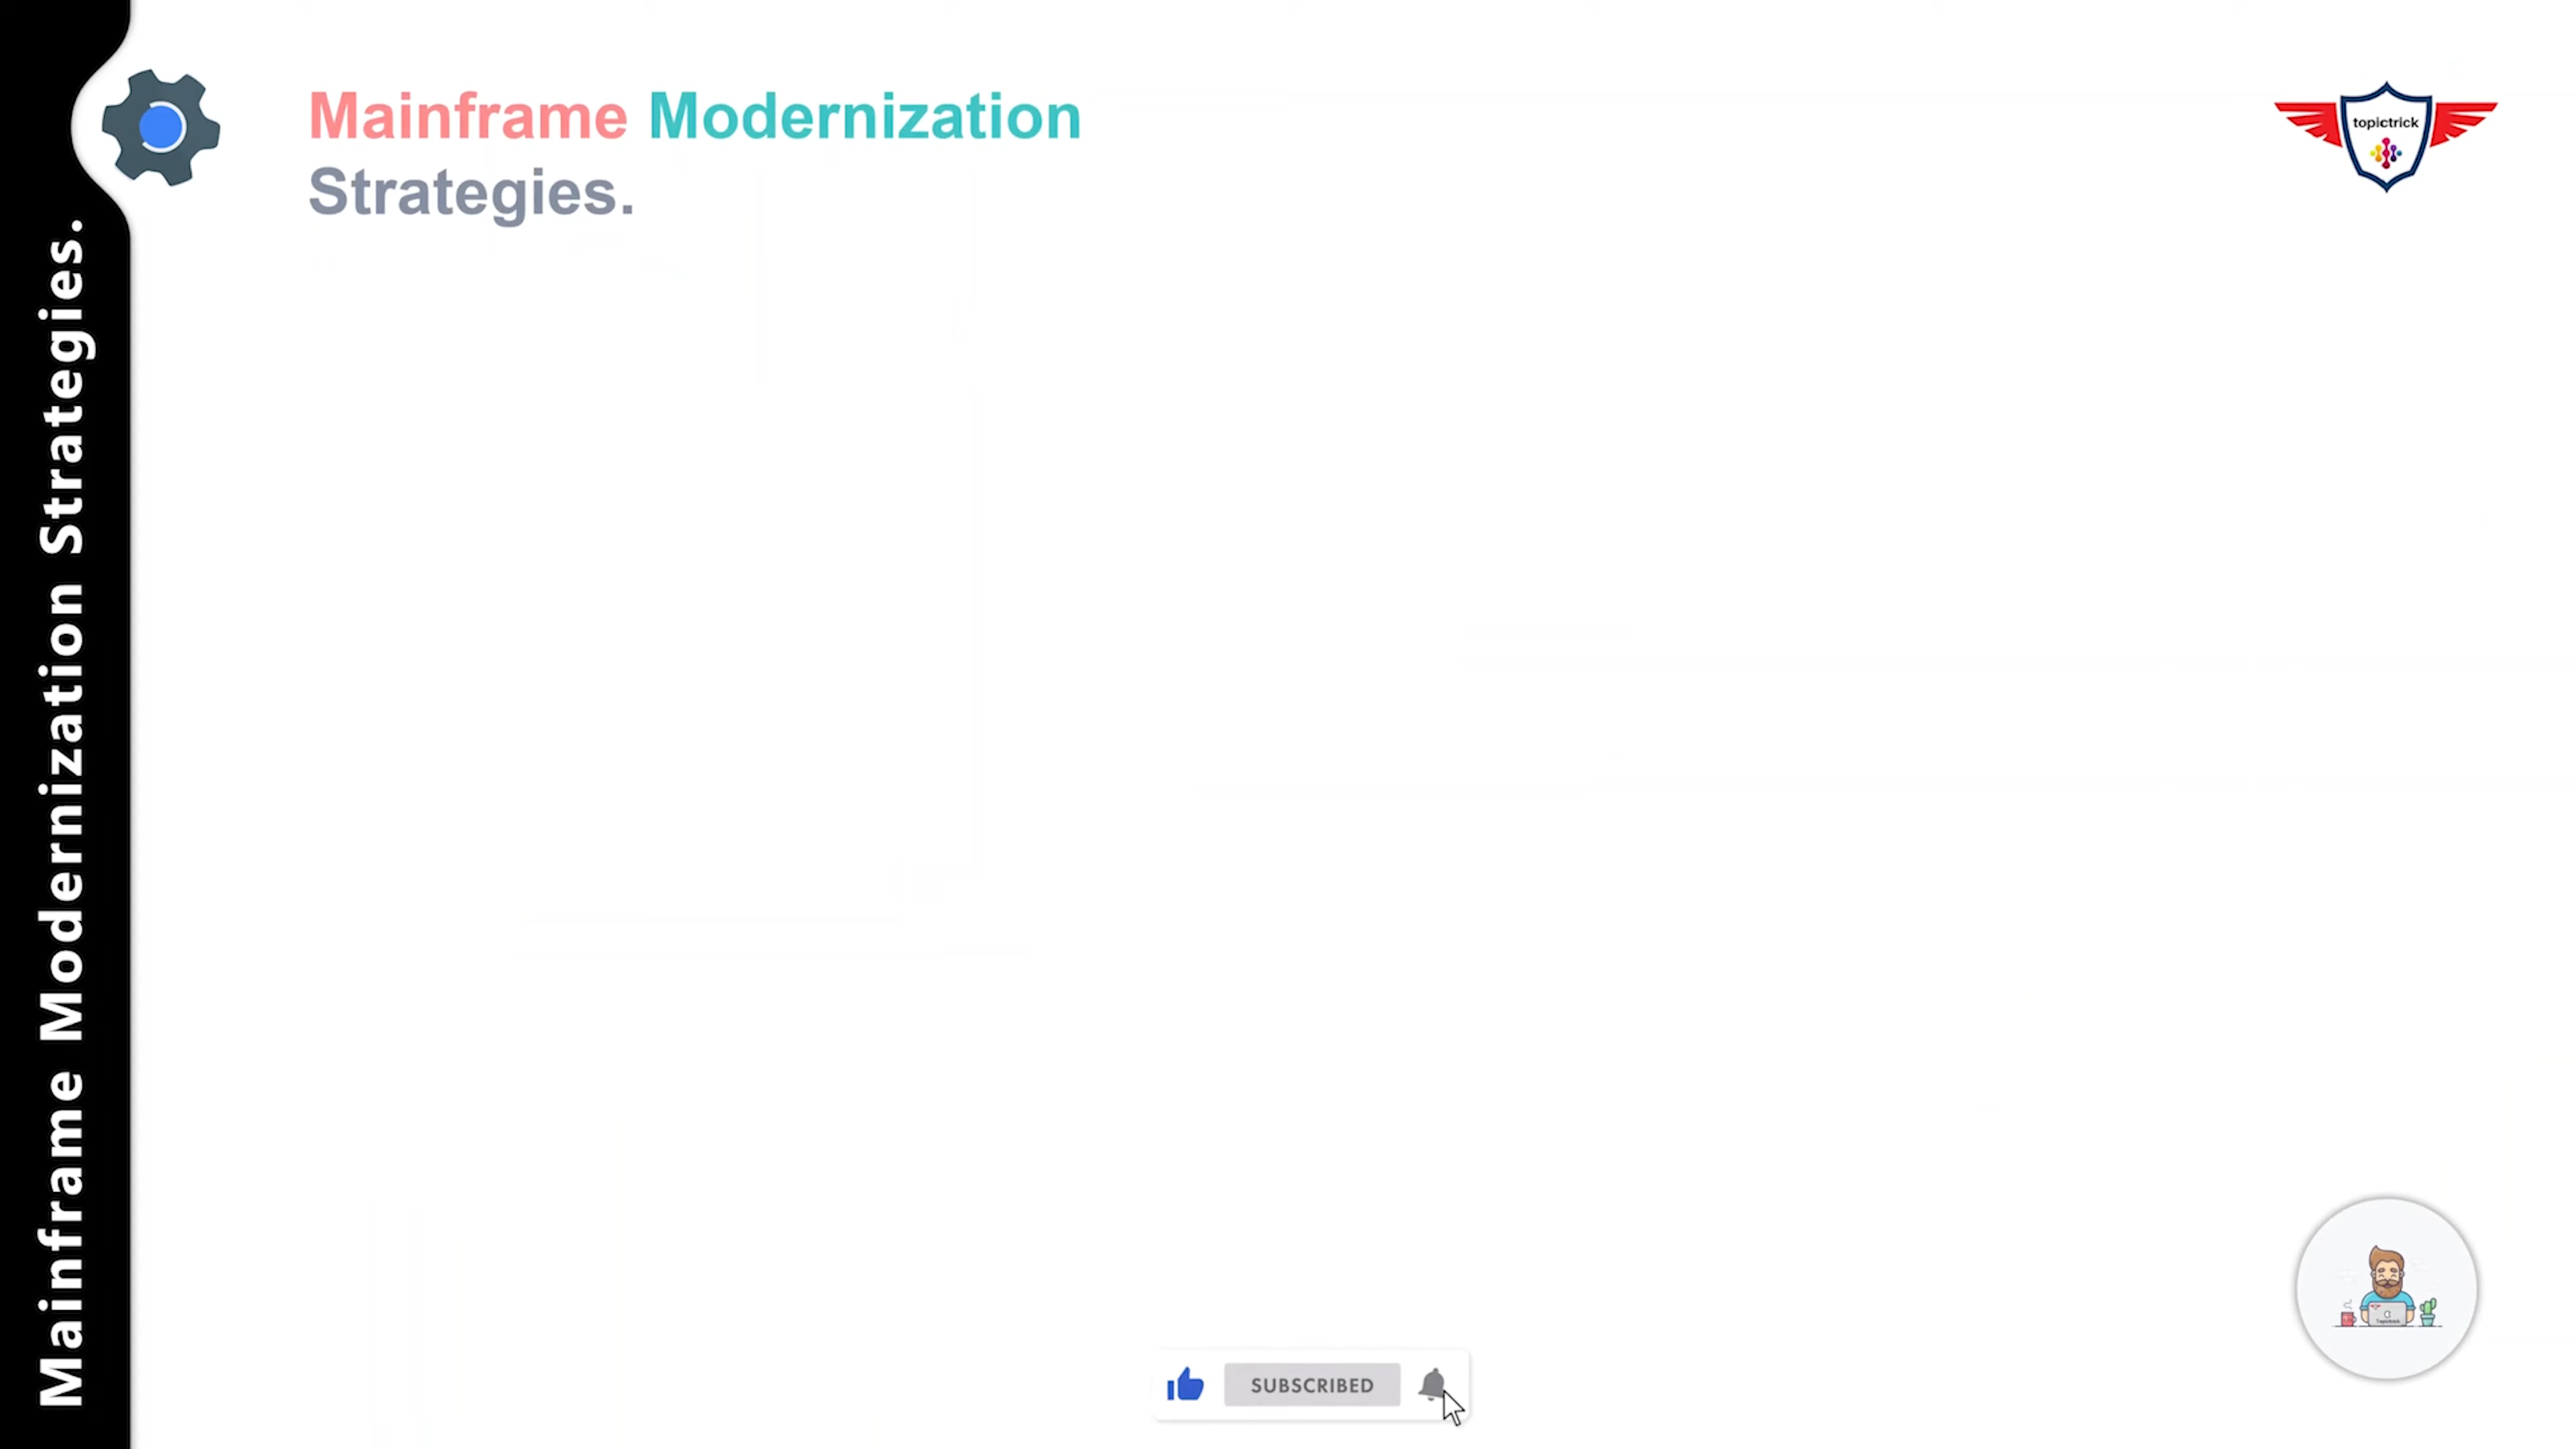 Mainframe Modernization Strategies.
Mainframe Modernization
Strategies.
topictrick
SUBSCRIBED